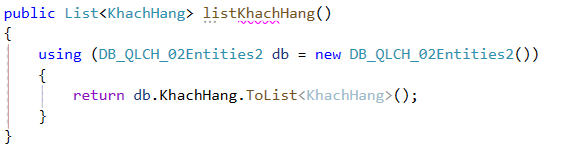 public List<KhachHang> listKhachHang()
{
    using (DB_QLCH_02Entities2 db = new DB_QLCH_02Entities2())
    {
        return db.KhachHang.ToList<KhachHang>();
    }
}